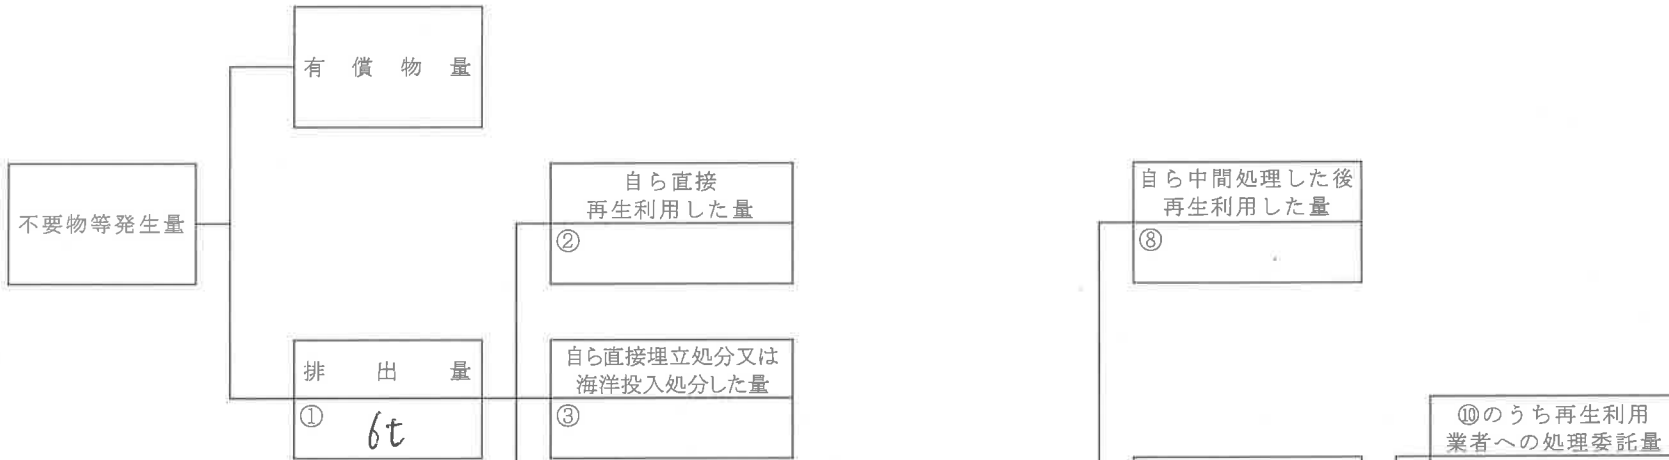 有償物量
不要物等発生量
自ら直接
再生利用した量
②
自ら中間処理した後
再生利用した量
⑧
排出量
① 6t
自ら直接埋立処分又は
海洋投入処分した量
③
⑩のうち再生利用
業者への処理委託量